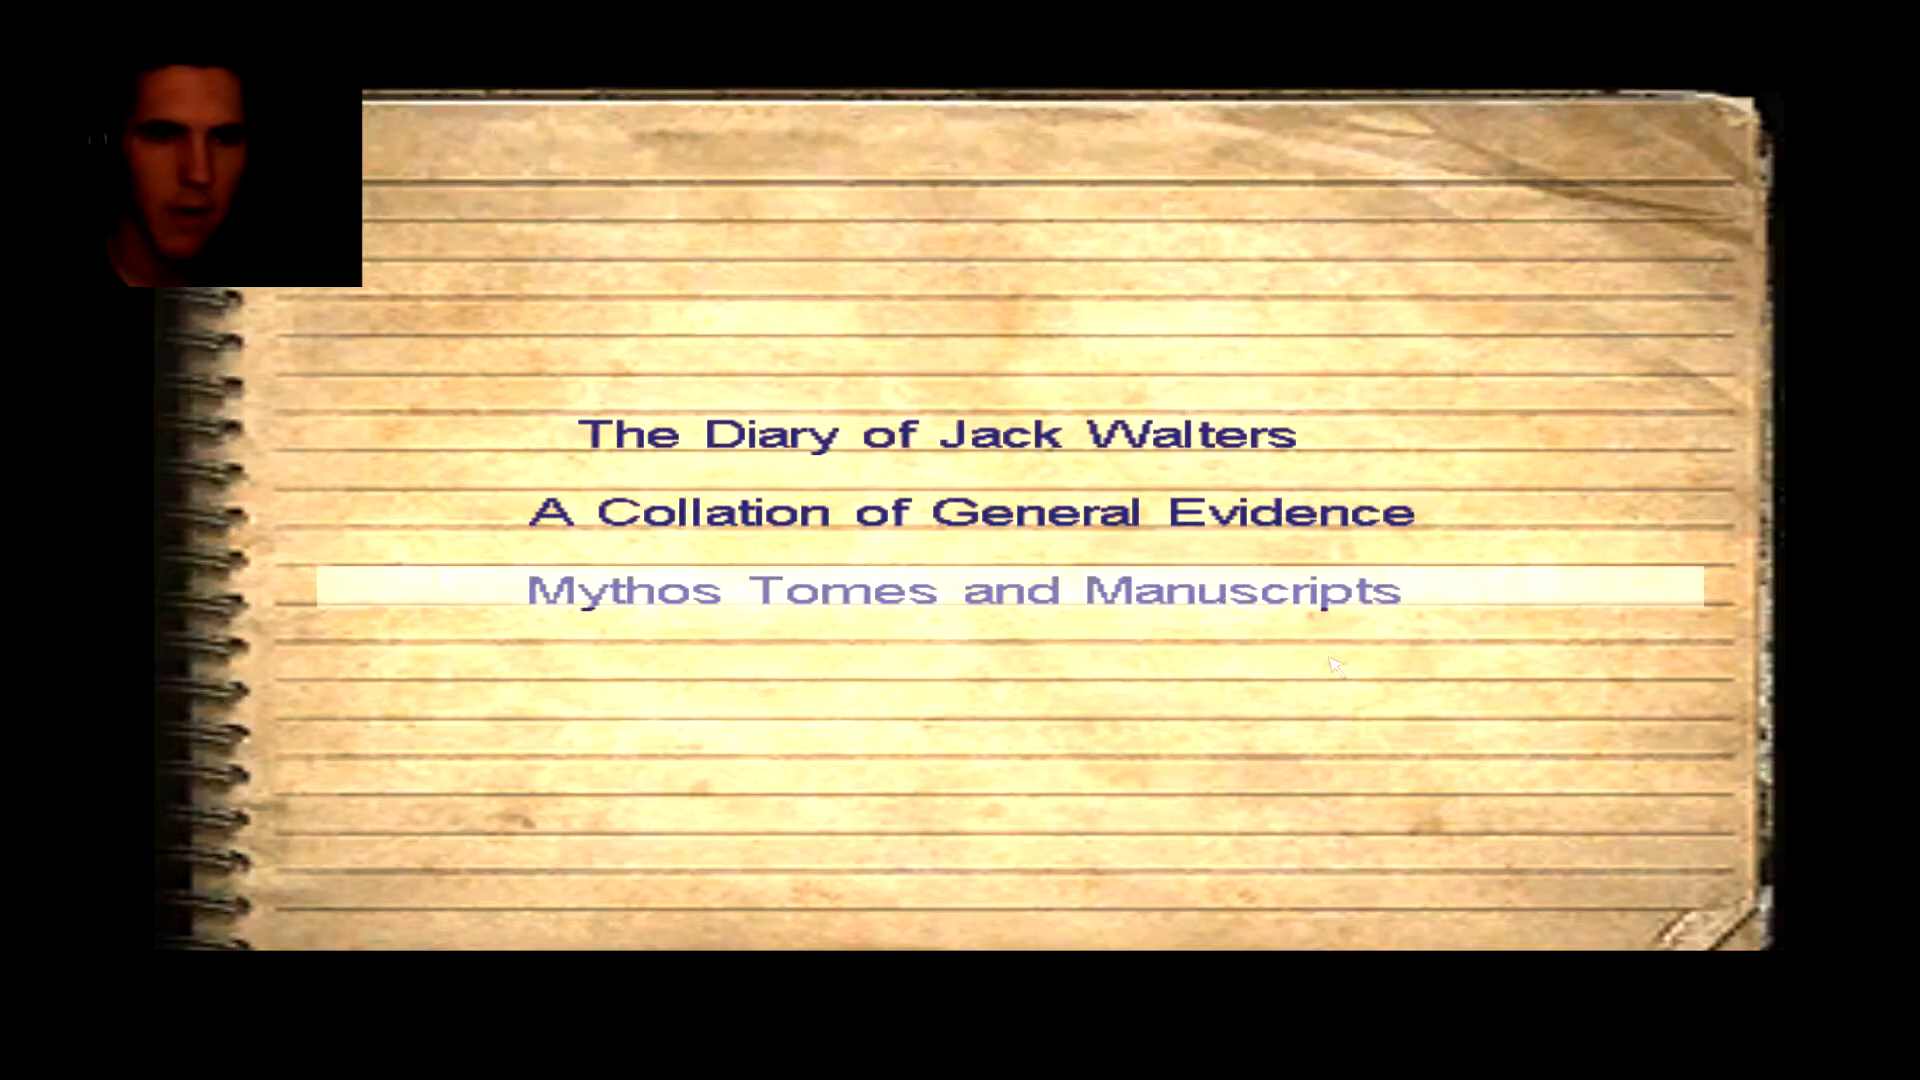 The Diary of Jack Walters
A Collation of General Evidence
Mythos Tomes and Manuscripts